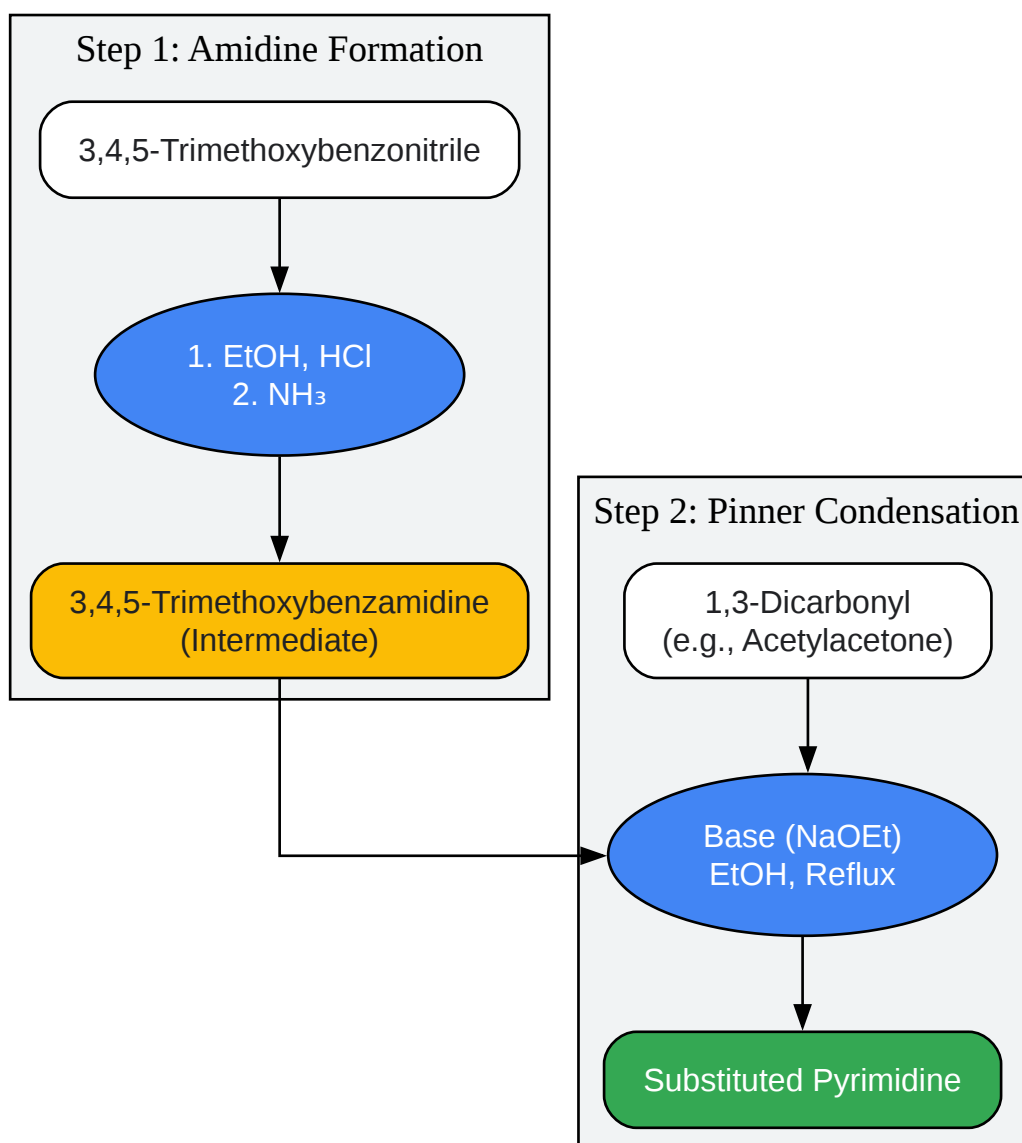 Step 1: Amidine Formation
3,4,5-Trimethoxybenzonitrile
1. EtOH, HCl
2. NH₃
3,4,5-Trimethoxybenzamidine
(Intermediate)
Step 2: Pinner Condensation
1,3-Dicarbonyl
(e.g., Acetylacetone)
Base (NaOEt)
EtOH, Reflux
Substituted Pyrimidine